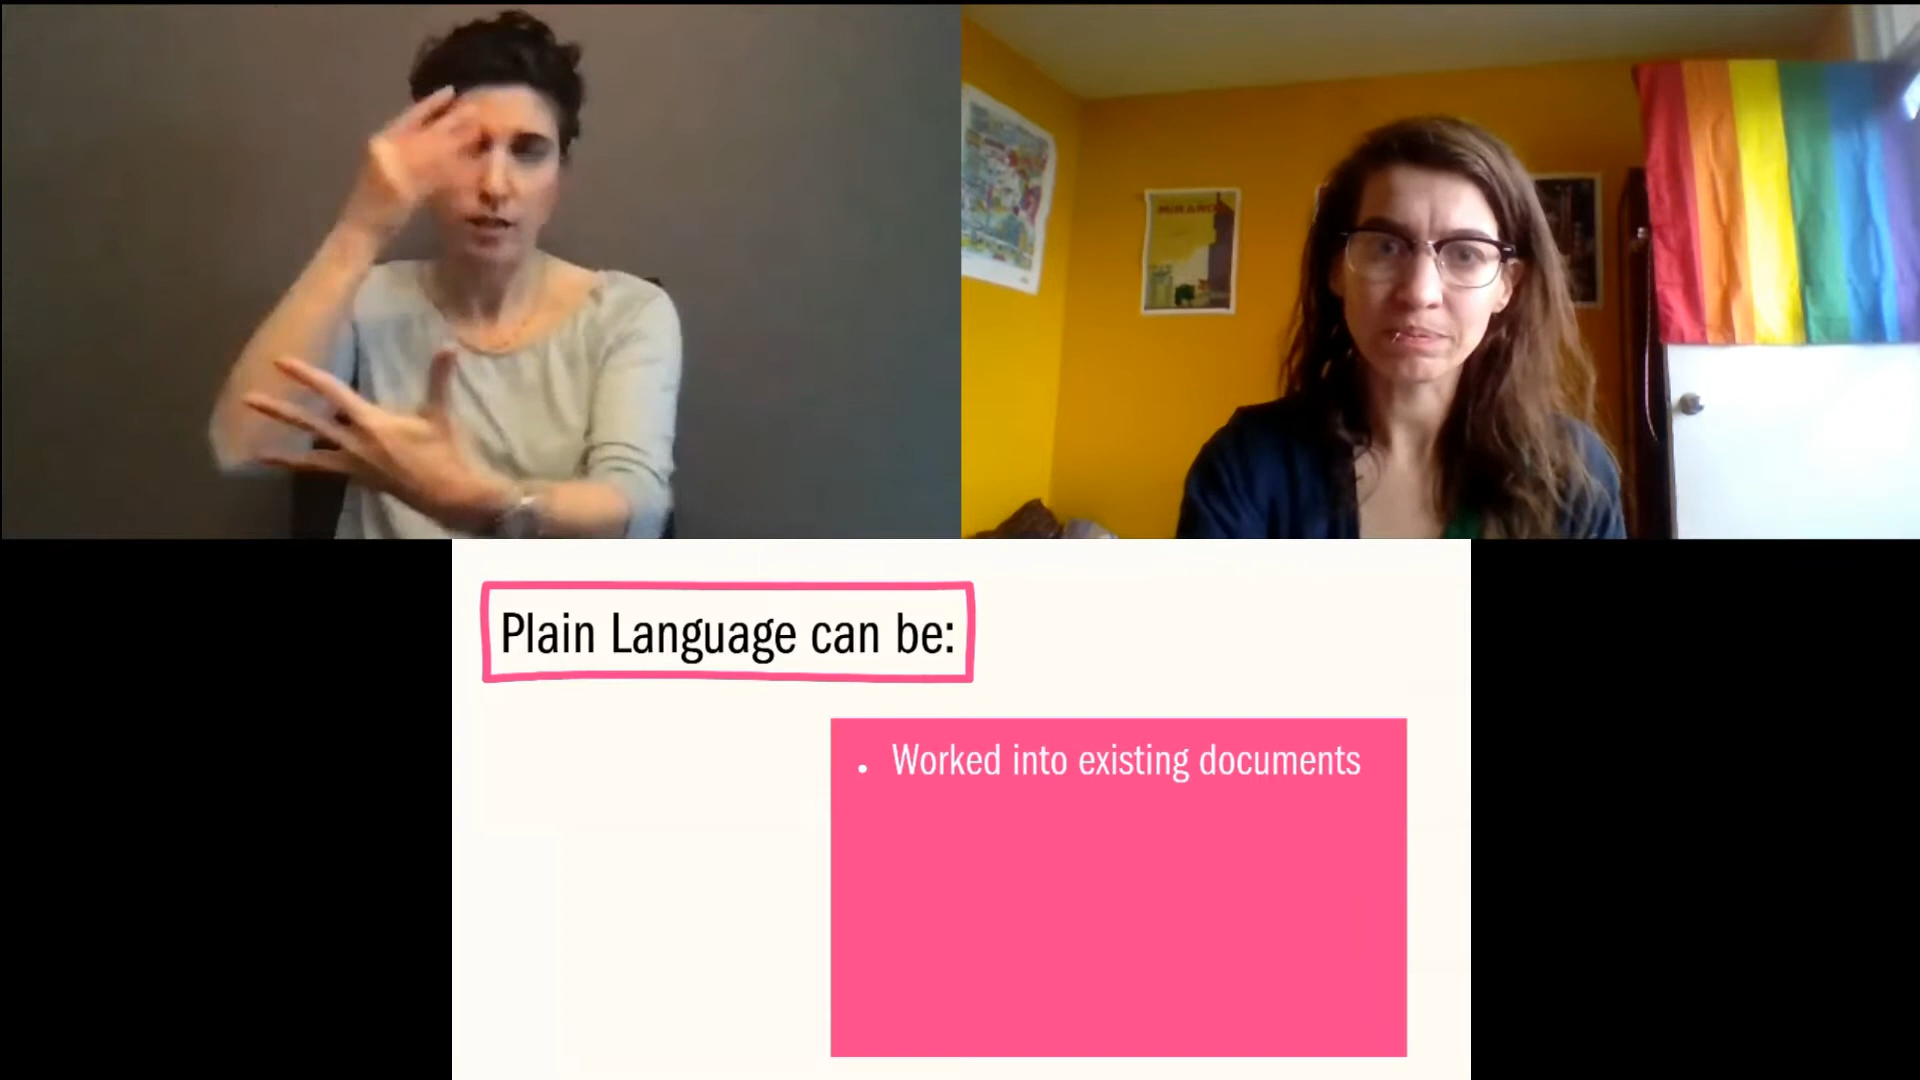 Plain Language can be:
• Worked into existing documents